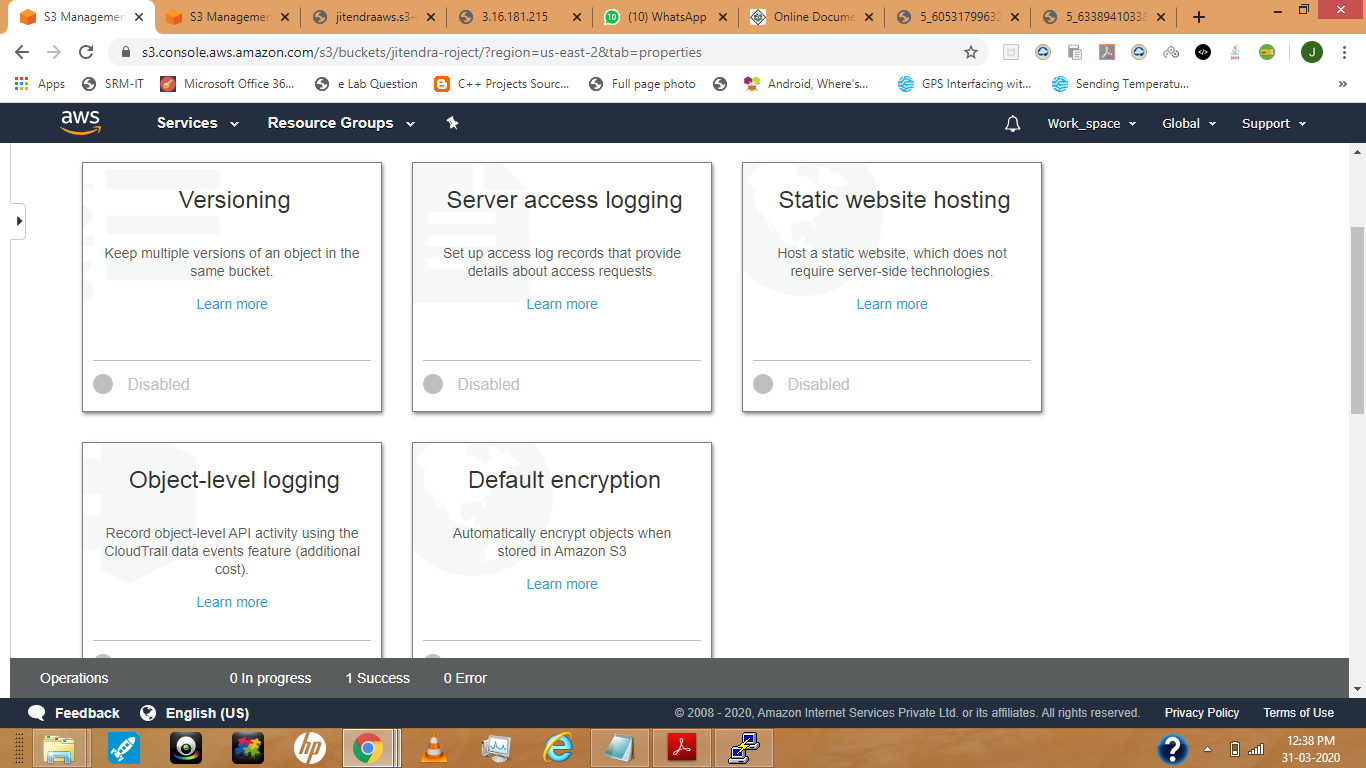 S3 Managemen
S3 Managemen
jitendraaws.s3-
3.16.181.215
(10) WhatsApp
Online Docume
5_60531799632
5_63389410338
s3.console.aws.amazon.com/s3/buckets/jitendra-roject/?region=us-east-2&tab=properties
J
Apps
SRM-IT
Microsoft Office 36...
e Lab Question
C++ Projects Sourc...
Full page photo
Android, Where's...
GPS Interfacing wit...
Sending Temperatu...
»
aws
Services
Resource Groups
Work_space
Global
Support
Versioning
Keep multiple versions of an object in the
same bucket.
Learn more
Disabled
Server access logging
Set up access log records that provide
details about access requests.
Learn more
Disabled
Static website hosting
Host a static website, which does not
require server-side technologies.
Learn more
Disabled
Object-level logging
Record object-level API activity using the
CloudTrail data events feature (additional
cost).
Learn more
Default encryption
Automatically encrypt objects when
stored in Amazon S3
Learn more
Operations
0 In progress
1 Success
0 Error
Feedback
English (US)
© 2008 - 2020, Amazon Internet Services Private Ltd. or its affiliates. All rights reserved.
Privacy Policy
Terms of Use
hp
12:38 PM
31-03-2020